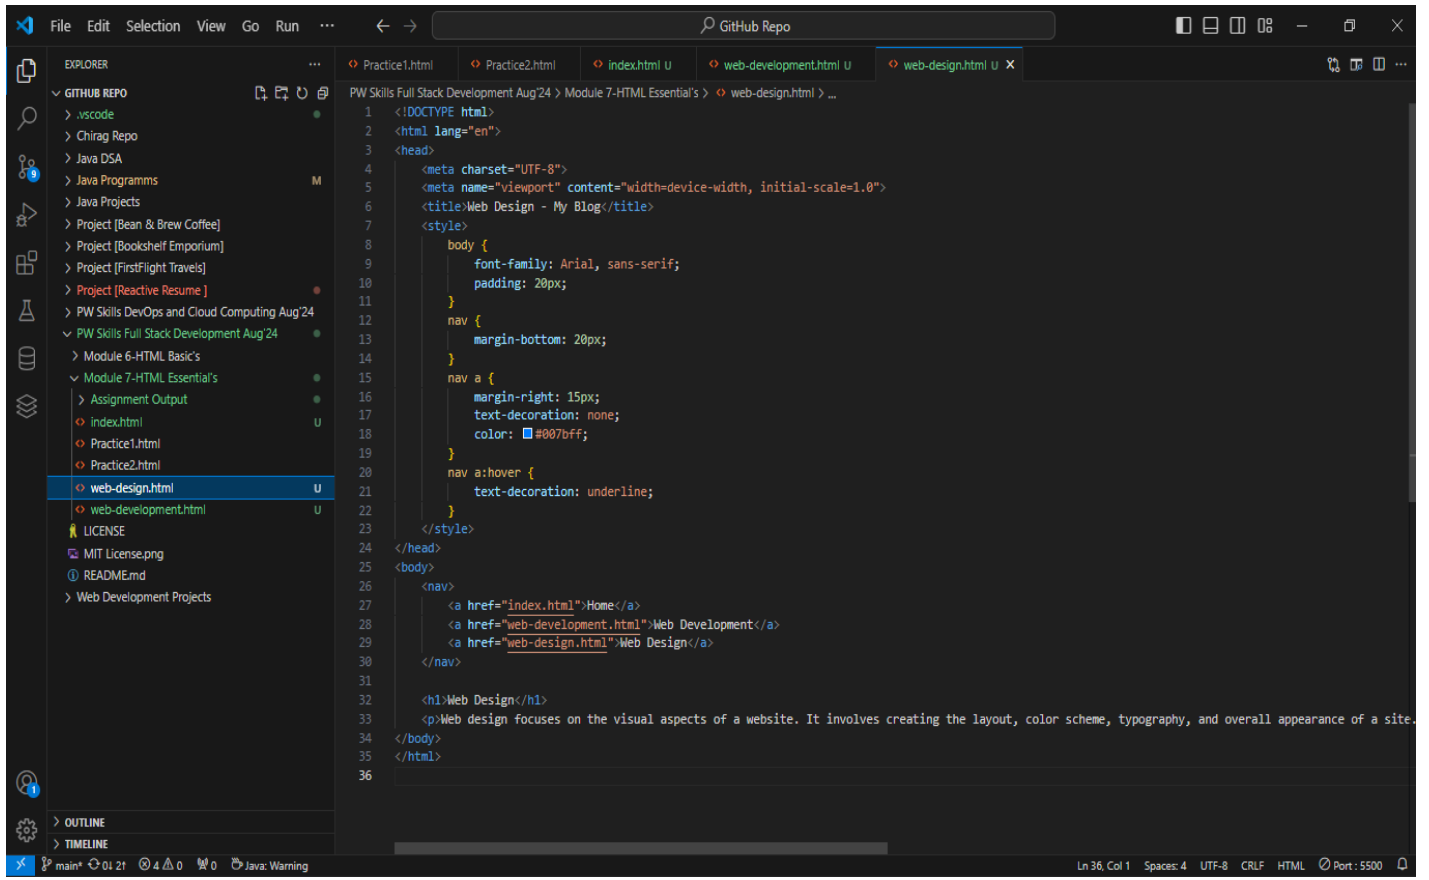 File Edit Selection View Go Run ···
GitHub Repo
EXPLORER
GITHUB REPO
.vscode
Chirag Repo
Java DSA
Java Programms M
Java Projects
Project [Bean & Brew Coffee]
Project [Bookshelf Emporium]
Project [FirstFlight Travels]
Project [Reactive Resume ]
PW Skills DevOps and Cloud Computing Aug'24
PW Skills Full Stack Development Aug'24
Module 6-HTML Basic's
Module 7-HTML Essential's
Assignment Output
index.html U
Practice1.html
Practice2.html
web-design.html U
web-development.html U
LICENSE
MIT License.png
README.md
Web Development Projects
OUTLINE
TIMELINE
9
1
Practice1.html Practice2.html index.html U web-development.html U web-design.html U X
PW Skills Full Stack Development Aug'24 > Module 7-HTML Essential's > web-design.html > ...
1 <!DOCTYPE html>
2 <html lang="en">
3 <head>
4 <meta charset="UTF-8">
5 <meta name="viewport" content="width=device-width, initial-scale=1.0">
6 <title>Web Design - My Blog</title>
7 <style>
8 body {
9 font-family: Arial, sans-serif;
10 padding: 20px;
11 }
12 nav {
13 margin-bottom: 20px;
14 }
15 nav a {
16 margin-right: 15px;
17 text-decoration: none;
18 color: #007bff;
19 }
20 nav a:hover {
21 text-decoration: underline;
22 }
23 </style>
24 </head>
25 <body>
26 <nav>
27 <a href="index.html">Home</a>
28 <a href="web-development.html">Web Development</a>
29 <a href="web-design.html">Web Design</a>
30 </nav>
31
32 <h1>Web Design</h1>
33 <p>Web design focuses on the visual aspects of a website. It involves creating the layout, color scheme, typography, and overall appearance of a site.
34 </body>
35 </html>
36
main* 0↓ 2↑ 4 0 0 Java: Warning Ln 36, Col 1 Spaces: 4 UTF-8 CRLF HTML Port : 5500